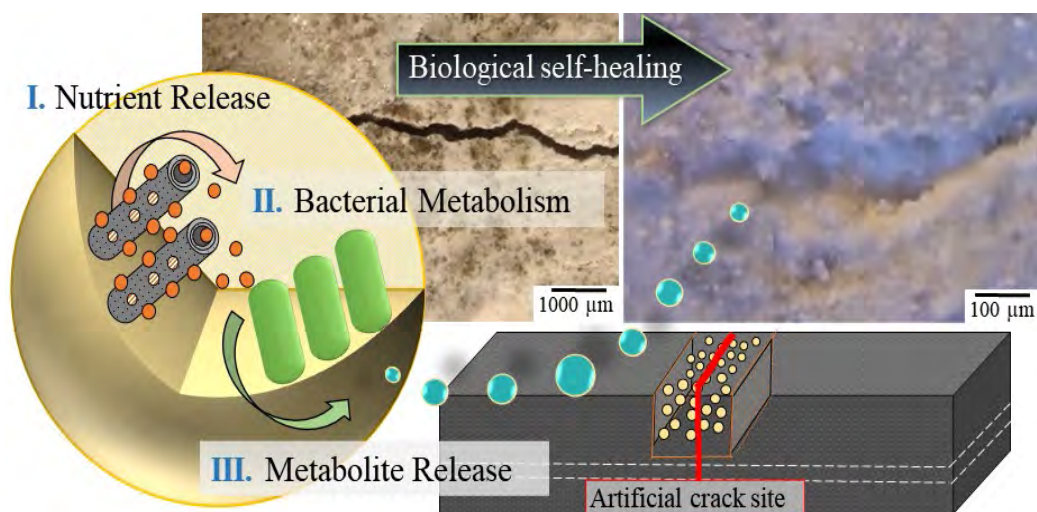 Biological self-healing
I. Nutrient Release
II. Bacterial Metabolism
1000 µm
100 µm
III. Metabolite Release
Artificial crack site